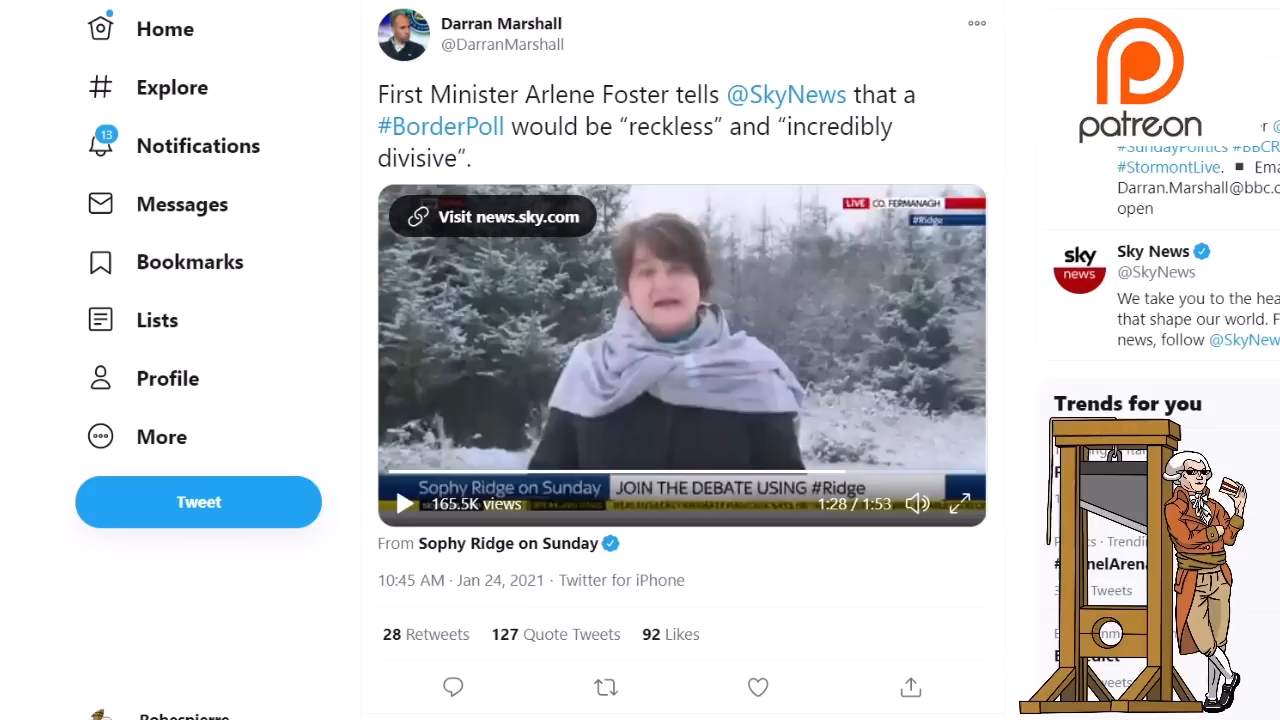 Home
Explore
13
Notifications
Messages
Bookmarks
Lists
Profile
More
Tweet
Robespierre
Darran Marshall
@DarranMarshall
First Minister Arlene Foster tells @SkyNews that a
#BorderPoll would be “reckless” and “incredibly
divisive”.
Visit news.sky.com
LIVE CO. FERMANAGH
#Ridge
Sophy Ridge on Sunday JOIN THE DEBATE USING #Ridge
165.5K views 1:28 / 1:53
From Sophy Ridge on Sunday
10:45 AM · Jan 24, 2021 · Twitter for iPhone
28 Retweets 127 Quote Tweets 92 Likes
patreon
#SundayPolitics #BBCR
#StormontLive. ■ Ema
Darran.Marshall@bbc.c
open
Sky News
@SkyNews
sky
news
We take you to the hea
that shape our world. F
news, follow @SkyNew
Trends for you
Trendi
Tweets